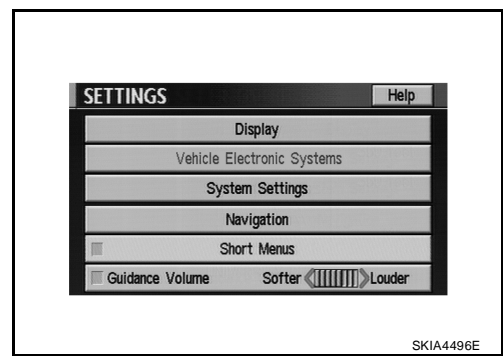 SETTINGS Help
Display
Vehicle Electronic Systems
System Settings
Navigation
Short Menus
Guidance Volume Softer Louder
SKIA4496E